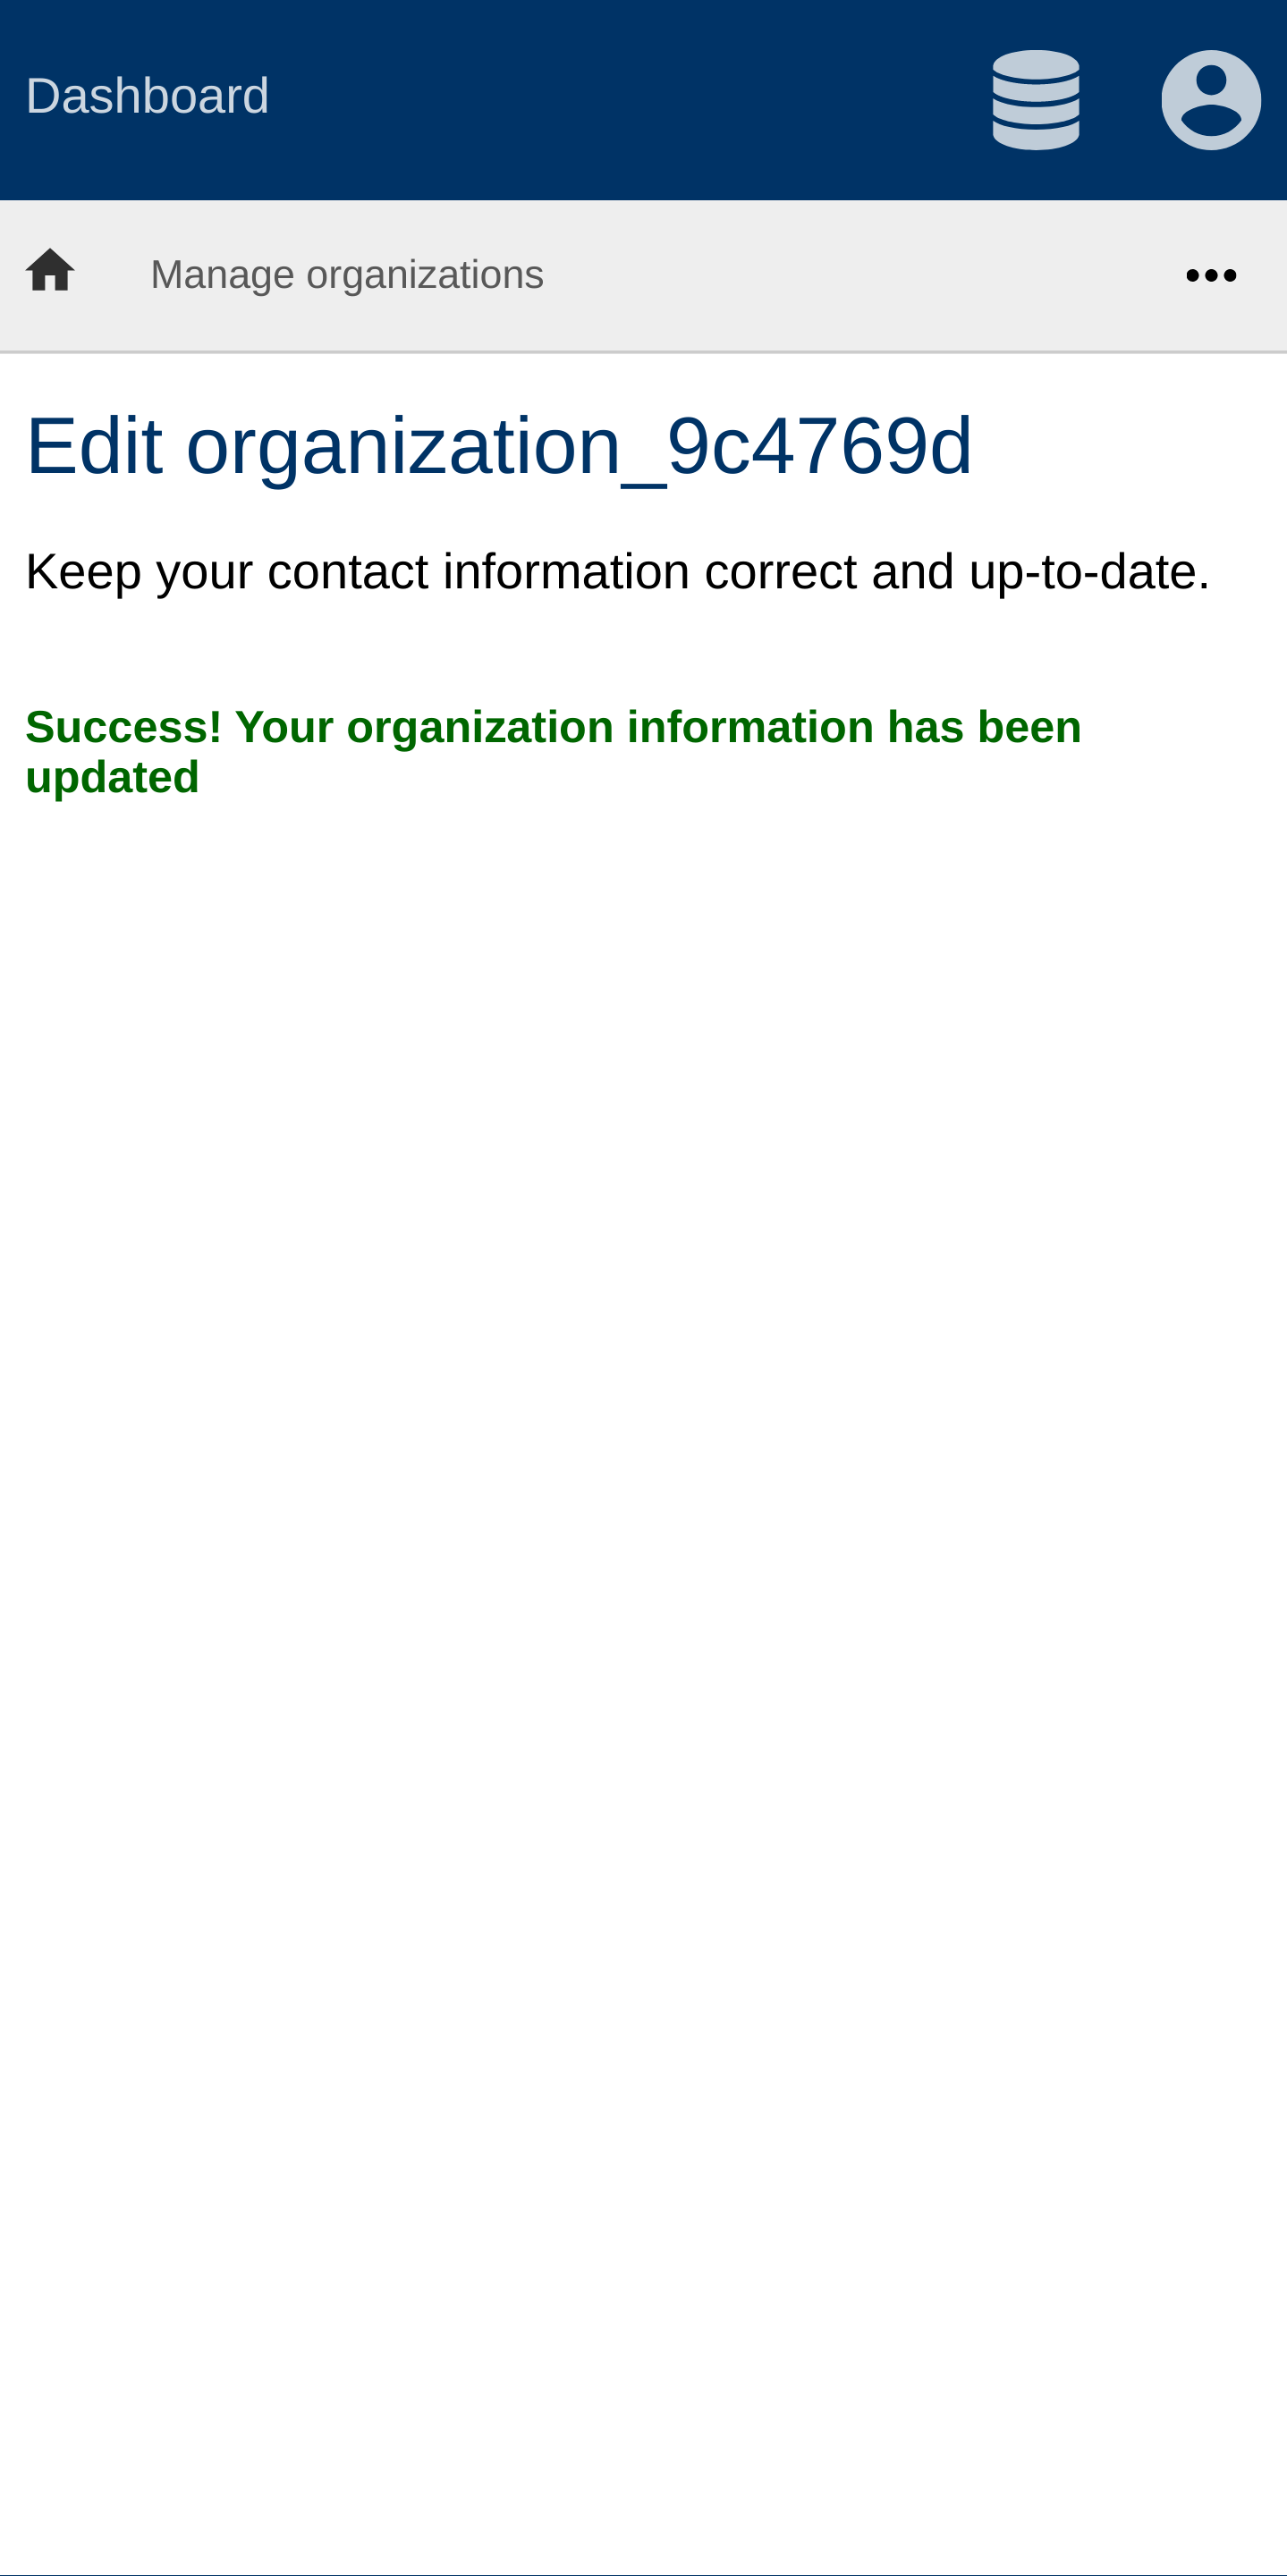 Dashboard
Manage organizations
Edit organization_9c4769d
Keep your contact information correct and up-to-date.
Success! Your organization information has been
updated